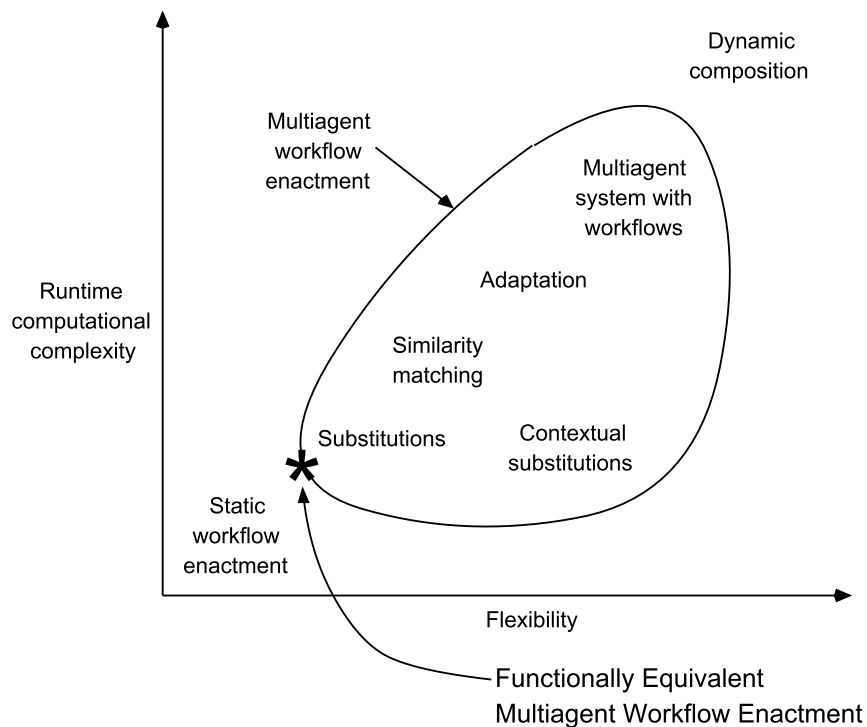 Dynamic
composition
Multiagent
workflow
enactment
Multiagent
system with
workflows
Adaptation
Runtime
computational
complexity
Similarity
matching
Substitutions
Contextual
substitutions
*
Static
workflow
enactment
Flexibility
Functionally Equivalent
Multiagent Workflow Enactment